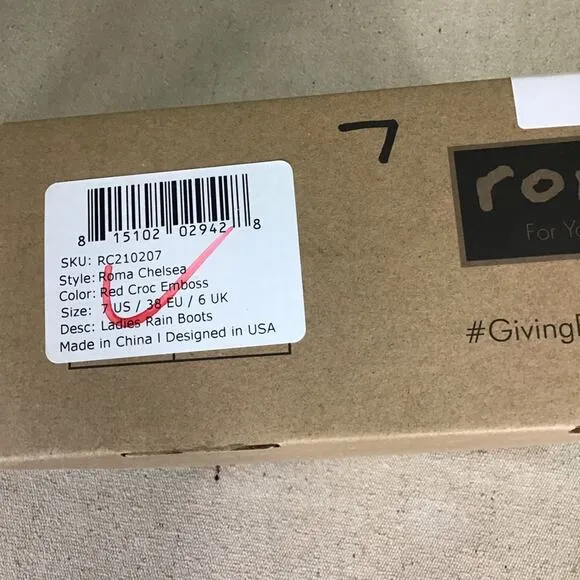 7
8 15102 02942 8
SKU: RC210207
Style: Roma Chelsea
Color: Red Croc Emboss
Size: 7 US / 38 EU / 6 UK
Desc: Ladies Rain Boots
Made in China I Designed in USA
For
#Giving